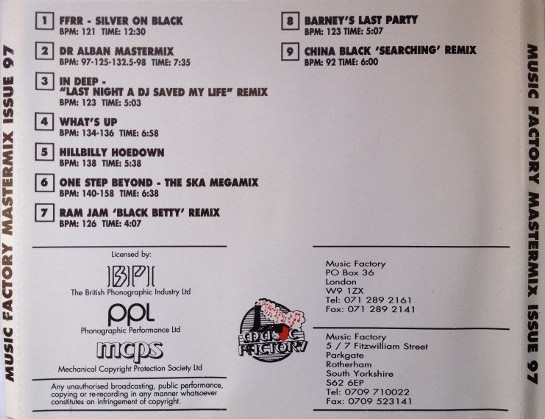 MUSIC FACTORY MASTERMIX ISSUE 97
1 FFRR - SILVER ON BLACK
BPM: 121 TIME: 12:30
2 DR ALBAN MASTERMIX
BPM: 97-125-132.5-98 TIME: 7:35
3 IN DEEP -
"LAST NIGHT A DJ SAVED MY LIFE" REMIX
BPM: 123 TIME: 5:03
4 WHAT'S UP
BPM: 134-136 TIME: 6:58
5 HILLBILLY HOEDOWN
BPM: 138 TIME: 5:38
6 ONE STEP BEYOND - THE SKA MEGAMIX
BPM: 140-158 TIME: 6:38
7 RAM JAM 'BLACK BETTY' REMIX
BPM: 126 TIME: 4:07
8 BARNEY'S LAST PARTY
BPM: 123 TIME: 5:07
9 CHINA BLACK 'SEARCHING' REMIX
BPM: 92 TIME: 6:00
Licensed by:
BPI
The British Phonographic Industry Ltd
PPL
Phonographic Performance Ltd
mcps
Mechanical Copyright Protection Society Ltd
Any unauthorised broadcasting, public performance,
copying or re-recording in any manner whatsoever
constitutes an infringement of copyright.
MUSIC
FACTORY
Music Factory
PO Box 36
London
W9 1ZX
Tel: 071 289 2161
Fax: 071 289 2141
Music Factory
5 / 7 Fitzwilliam Street
Parkgate
Rotherham
South Yorkshire
S62 6EP
Tel: 0709 710022
Fax: 0709 523141
MUSIC FACTORY MASTERMIX ISSUE 97